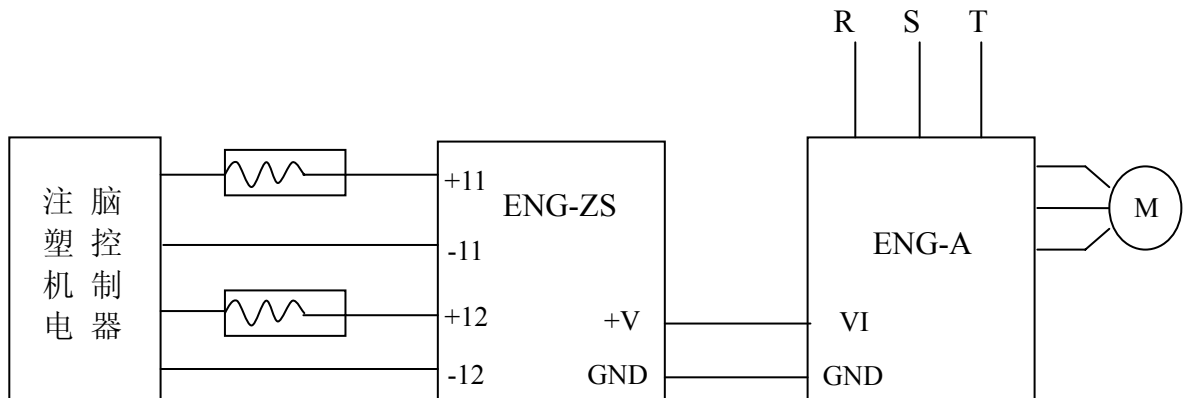 R S T
注 脑
塑 控
机 制
电 器
+11
-11
+12
-12
ENG-ZS
+V
GND
ENG-A
VI
GND
M